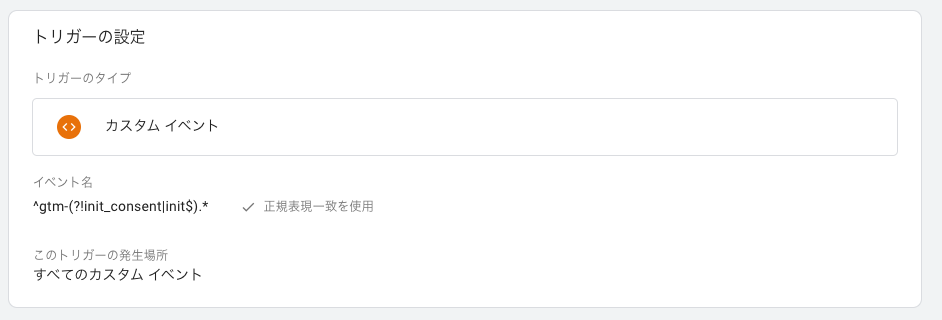 トリガーの設定
トリガーのタイプ
カスタム イベント
イベント名
^gtm-(?!init_consent|init$).* 正規表現一致を使用
このトリガーの発生場所
すべてのカスタム イベント